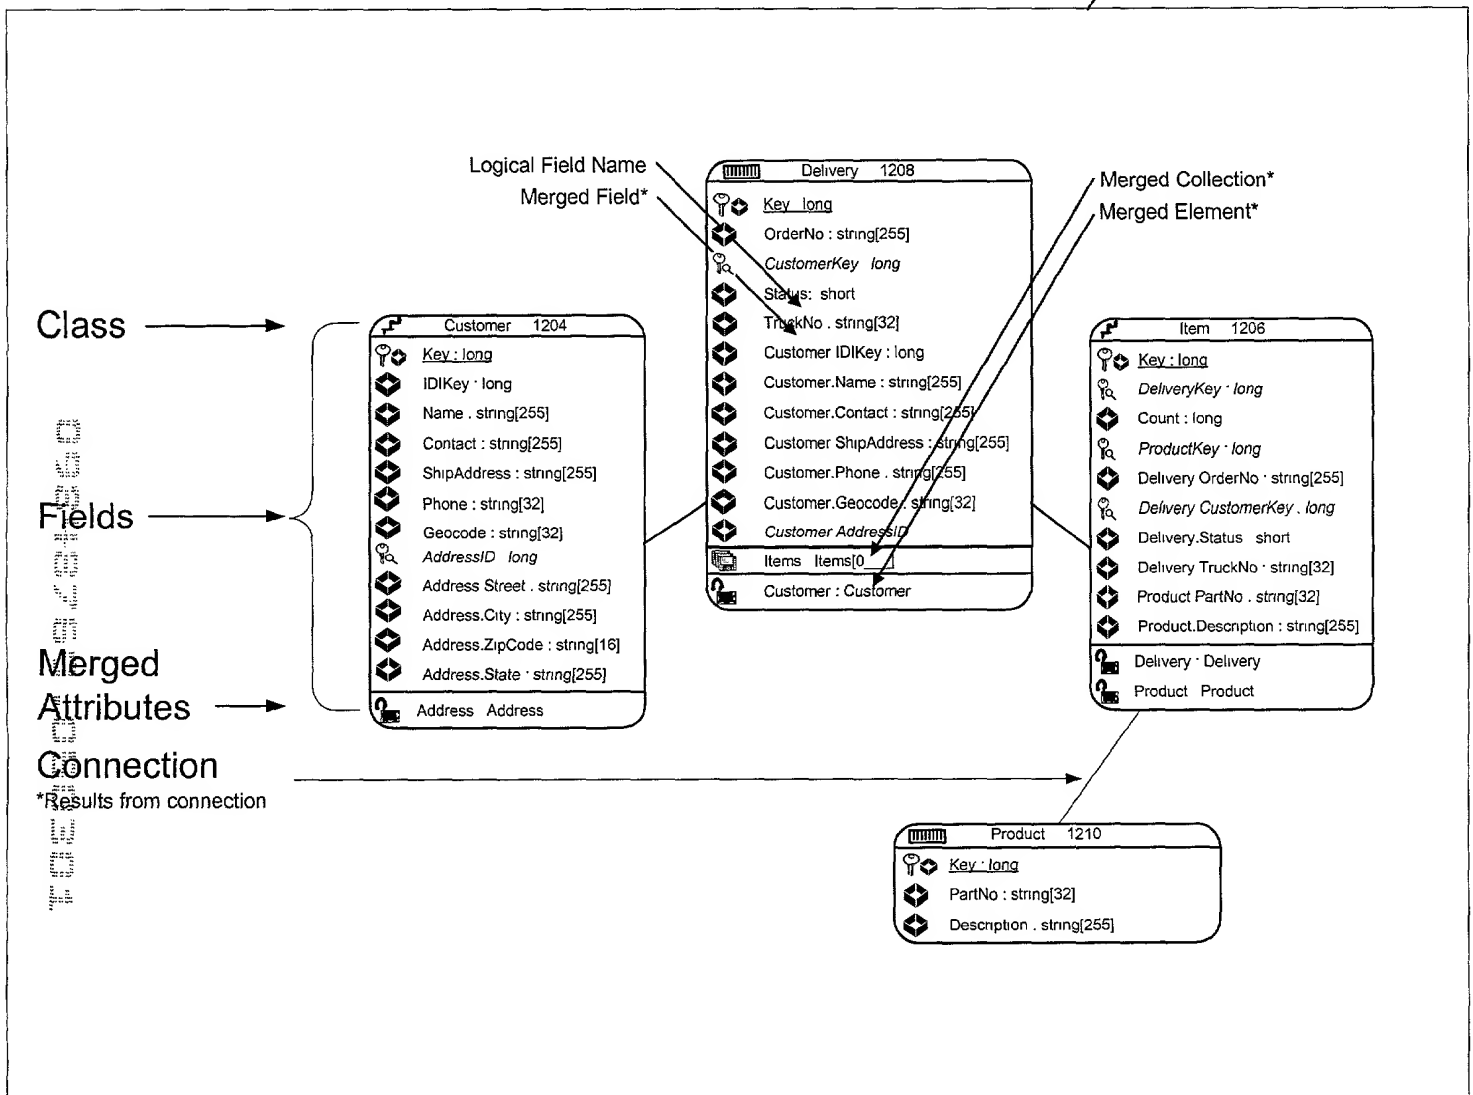 Logical Field Name
Merged Field*
Merged Collection*
Merged Element*
Class
Fields
Merged
Attributes
Connection
*Results from connection
Customer 1204
Key : long
IDIKey · long
Name . string[255]
Contact : string[255]
ShipAddress : string[255]
Phone : string[32]
Geocode : string[32]
AddressID long
Address Street . string[255]
Address.City : string[255]
Address.ZipCode : string[16]
Address.State · string[255]
Address Address
Delivery 1208
Key long
OrderNo : string[255]
CustomerKey long
Status: short
TruckNo . string[32]
Customer IDIKey : long
Customer.Name : string[255]
Customer.Contact : string[255]
Customer ShipAddress : string[255]
Customer.Phone . string[255]
Customer.Geocode : string[32]
Customer AddressID
Items Items[0____]
Customer : Customer
Item 1206
Key : long
DeliveryKey · long
Count : long
ProductKey · long
Delivery OrderNo · string[255]
Delivery CustomerKey . long
Delivery.Status short
Delivery TruckNo · string[32]
Product PartNo . string[32]
Product.Description : string[255]
Delivery · Delivery
Product Product
Product 1210
Key · long
PartNo : string[32]
Description . string[255]